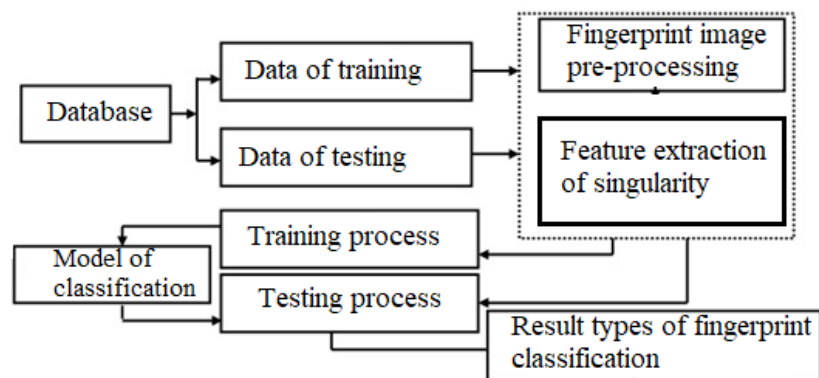 Fingerprint image
pre-processing
Data of training
Database
Data of testing
Feature extraction
of singularity
Training process
Model of
classification
Testing process
Result types of fingerprint
classification